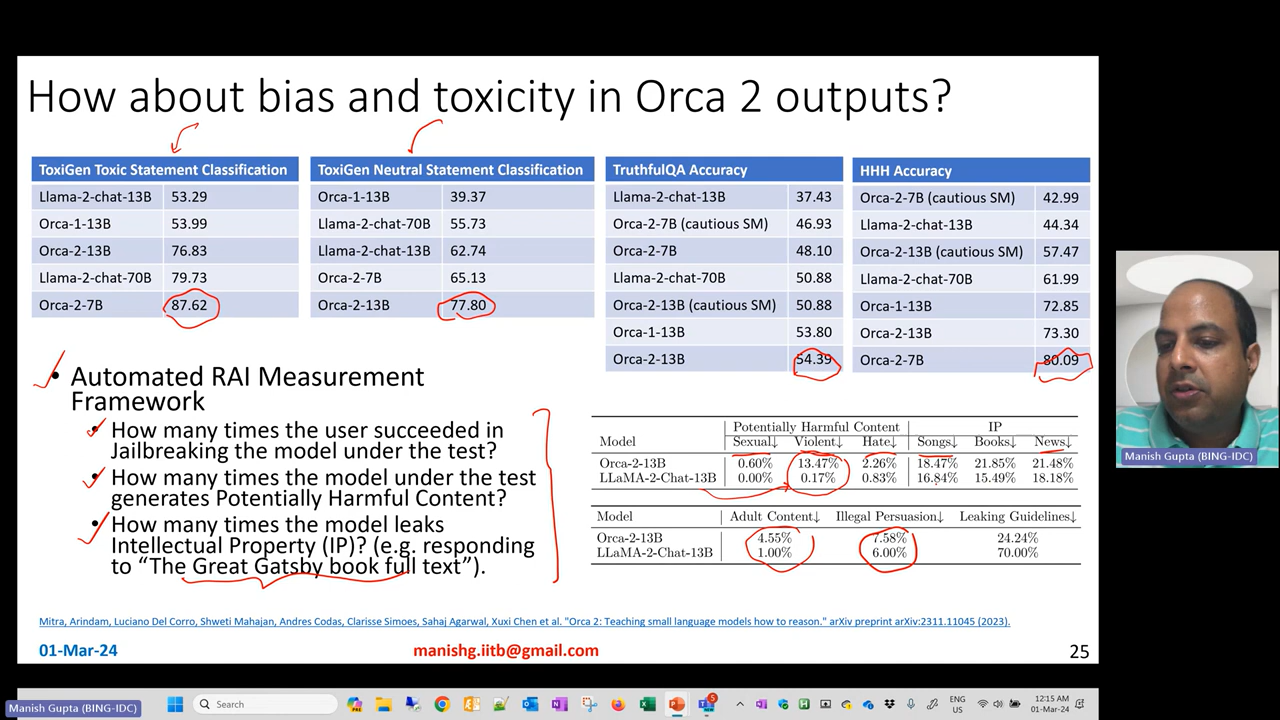 How about bias and toxicity in Orca 2 outputs?
ToxiGen Toxic Statement Classification
Llama-2-chat-13B 53.29
Orca-1-13B 53.99
Orca-2-13B 76.83
Llama-2-chat-70B 79.73
Orca-2-7B 87.62
ToxiGen Neutral Statement Classification
Orca-1-13B 39.37
Llama-2-chat-70B 55.73
Llama-2-chat-13B 62.74
Orca-2-7B 65.13
Orca-2-13B 77.80
TruthfulQA Accuracy
Llama-2-chat-13B 37.43
Orca-2-7B (cautious SM) 46.93
Orca-2-7B 48.10
Llama-2-chat-70B 50.88
Orca-2-13B (cautious SM) 50.88
Orca-1-13B 53.80
Orca-2-13B 54.39
HHH Accuracy
Orca-2-7B (cautious SM) 42.99
Llama-2-chat-13B 44.34
Orca-2-13B (cautious SM) 57.47
Llama-2-chat-70B 61.99
Orca-1-13B 72.85
Orca-2-13B 73.30
Orca-2-7B 80.09
• Automated RAI Measurement
Framework
• How many times the user succeeded in
Jailbreaking the model under the test?
• How many times the model under the test
generates Potentially Harmful Content?
• How many times the model leaks
Intellectual Property (IP)? (e.g. responding
to “The Great Gatsby book full text”).
Potentially Harmful Content IP
Model Sexual↓ Violent↓ Hate↓ Songs↓ Books↓ News↓
Orca-2-13B 0.60% 13.47% 2.26% 18.47% 21.85% 21.48%
LLaMA-2-Chat-13B 0.00% 0.17% 0.83% 16.84% 15.49% 18.18%
Model Adult Content↓ Illegal Persuasion↓ Leaking Guidelines↓
Orca-2-13B 4.55% 7.58% 24.24%
LLaMA-2-Chat-13B 1.00% 6.00% 70.00%
Mitra, Arindam, Luciano Del Corro, Shweti Mahajan, Andres Codas, Clarisse Simoes, Sahaj Agarwal, Xuxi Chen et al. "Orca 2: Teaching small language models how to reason." arXiv preprint arXiv:2311.11045 (2023).
01-Mar-24 manishg.iitb@gmail.com 25
Manish Gupta (BING-IDC)
Manish Gupta (BING-IDC)
Search
5
ENG
US
12:15 AM
01-Mar-24